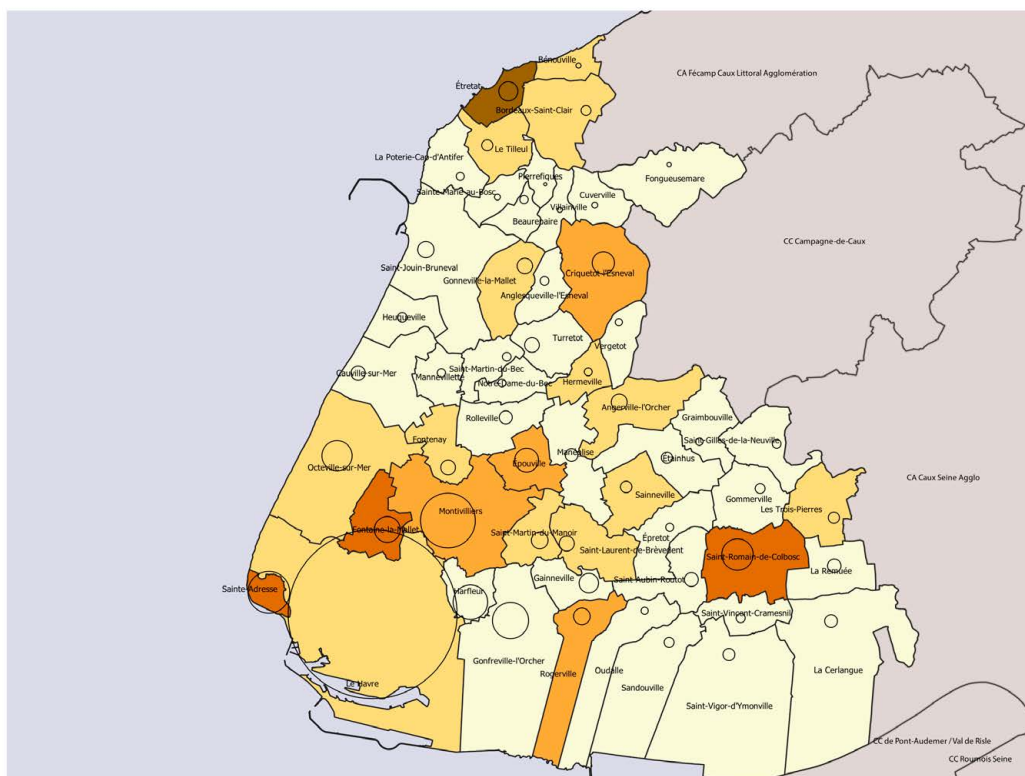 Bénouville
CA Fécamp Caux Littoral Agglomération
Étretat
Bordeaux-Saint-Clair
Le Tilleul
La Poterie-Cap-d'Antifer
Pierrefiques
Fongueusemare
Sainte-Marie-au-Bosc
Cuverville
Villainville
Beaurepaire
CC Campagne-de-Caux
Saint-Jouin-Bruneval
Criquetot-l'Esneval
Gonneville-la-Mallet
Anglesqueville-l'Esneval
Heuqueville
Turretot
Vergetot
Saint-Martin-du-Bec
Cauville-sur-Mer
Mannevillette
Notre-Dame-du-Bec
Hermeville
Angerville-l'Orcher
Rolleville
Graimbouville
Fontenay
Saint-Gilles-de-la-Neuville
Manéglise
Étainhus
Octeville-sur-Mer
Épouville
CA Caux Seine Agglo
Sainneville
Gommerville
Les Trois-Pierres
Montivilliers
Fontaine-la-Mallet
Saint-Martin-du-Manoir
Épretot
Saint-Laurent-de-Brèvedent
Saint-Romain-de-Colbosc
La Remuée
Gainneville
Saint-Aubin-Routot
Sainte-Adresse
Harfleur
Saint-Vincent-Cramesnil
Gonfreville-l'Orcher
Rogerville
Oudalle
La Cerlangue
Le Havre
Sandouville
Saint-Vigor-d'Ymonville
CC de Pont-Audemer / Val de Risle
CC Roumois Seine